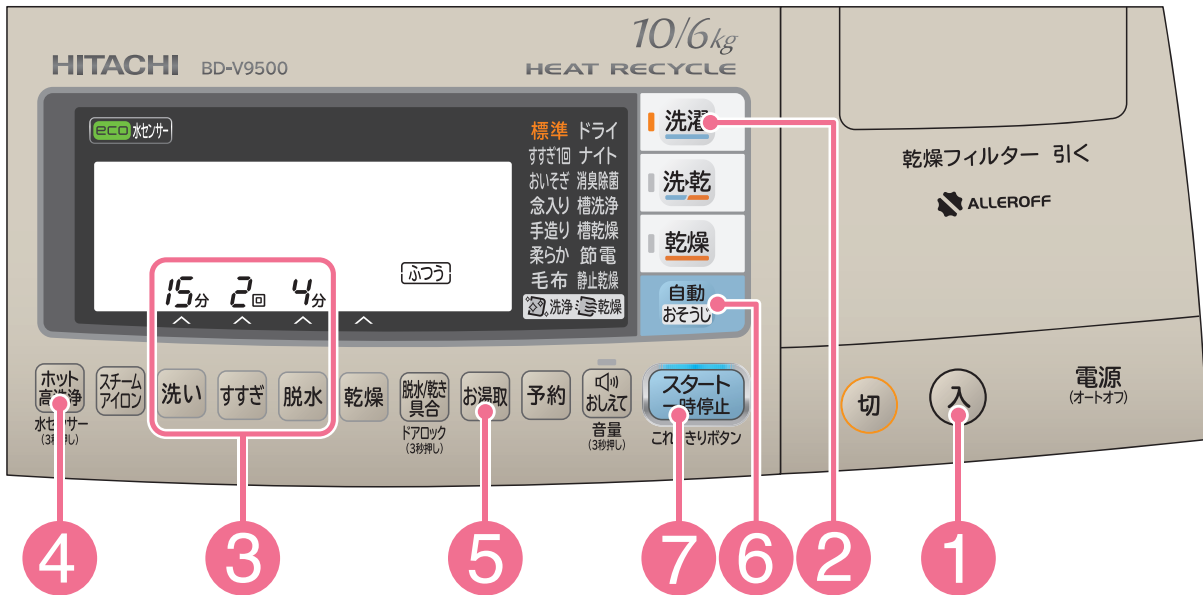 10/6kg
HITACHI BD-V9500
HEAT RECYCLE
eco水センサー
標準 ドライ
すすぎ1回 ナイト
おいそぎ 消臭除菌
念入り 槽洗浄
手造り 槽乾燥
柔らか 節電
毛布 静止乾燥
洗浄 乾燥
15分 2回 4分
ふつう
洗濯
洗・乾
乾燥
自動
おそうじ
乾燥フィルター 引く
ALLEROFF
ホット
高洗浄
水センサー
(3秒押し)
スチーム
アイロン
洗い
すすぎ
脱水
乾燥
脱水/乾き
具合
ドアロック
(3秒押し)
お湯取
予約
おしえて
音量
(3秒押し)
スタート
一時停止
これっきりボタン
切
入
電源
(オートオフ)
4
3
5
7
6
2
1